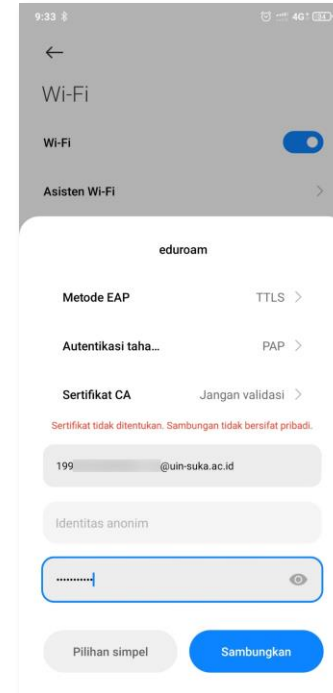 9:33
4G+ 34
Wi-Fi
Wi-Fi
Asisten Wi-Fi
eduroam
Metode EAP TTLS
Autentikasi taha... PAP
Sertifikat CA Jangan validasi
Sertifikat tidak ditentukan. Sambungan tidak bersifat pribadi.
199 @uin-suka.ac.id
Identitas anonim
Pilihan simpel Sambungkan